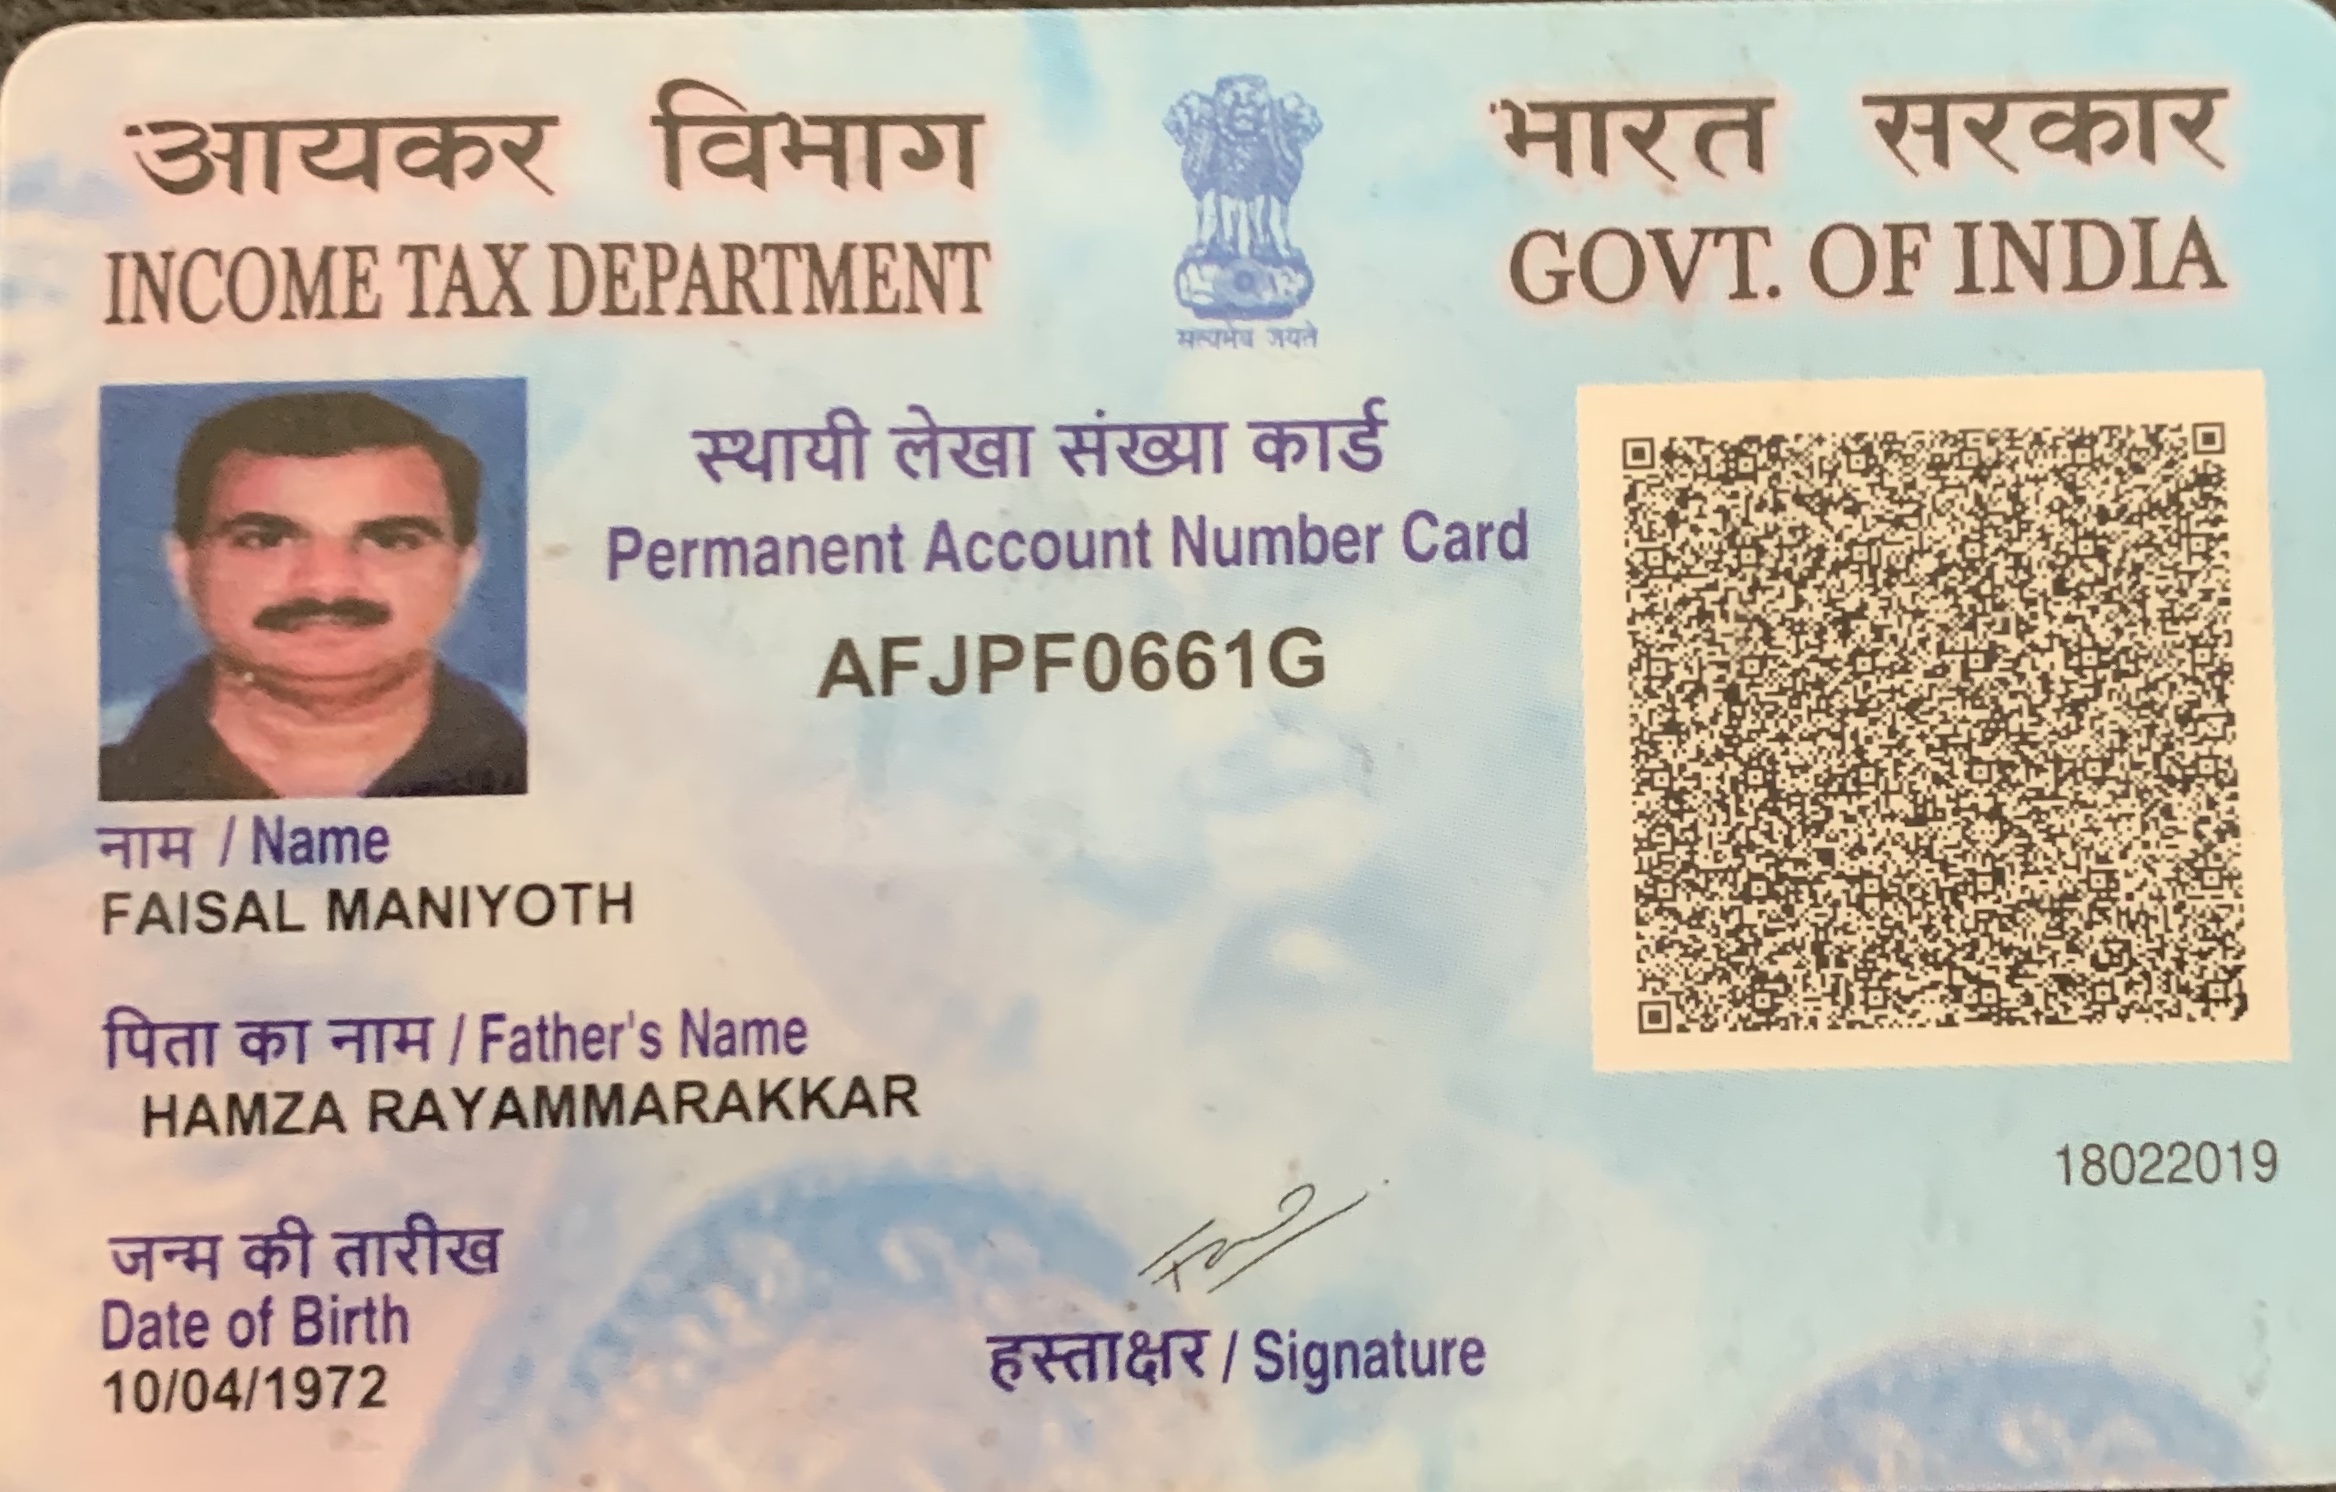 आयकर विभाग
INCOME TAX DEPARTMENT
सत्यमेव जयते
भारत सरकार
GOVT. OF INDIA
स्थायी लेखा संख्या कार्ड
Permanent Account Number Card
AFJPF0661G
नाम / Name
FAISAL MANIYOTH
पिता का नाम / Father's Name
HAMZA RAYAMMARAKKAR
18022019
जन्म की तारीख
Date of Birth
10/04/1972
हस्ताक्षर / Signature